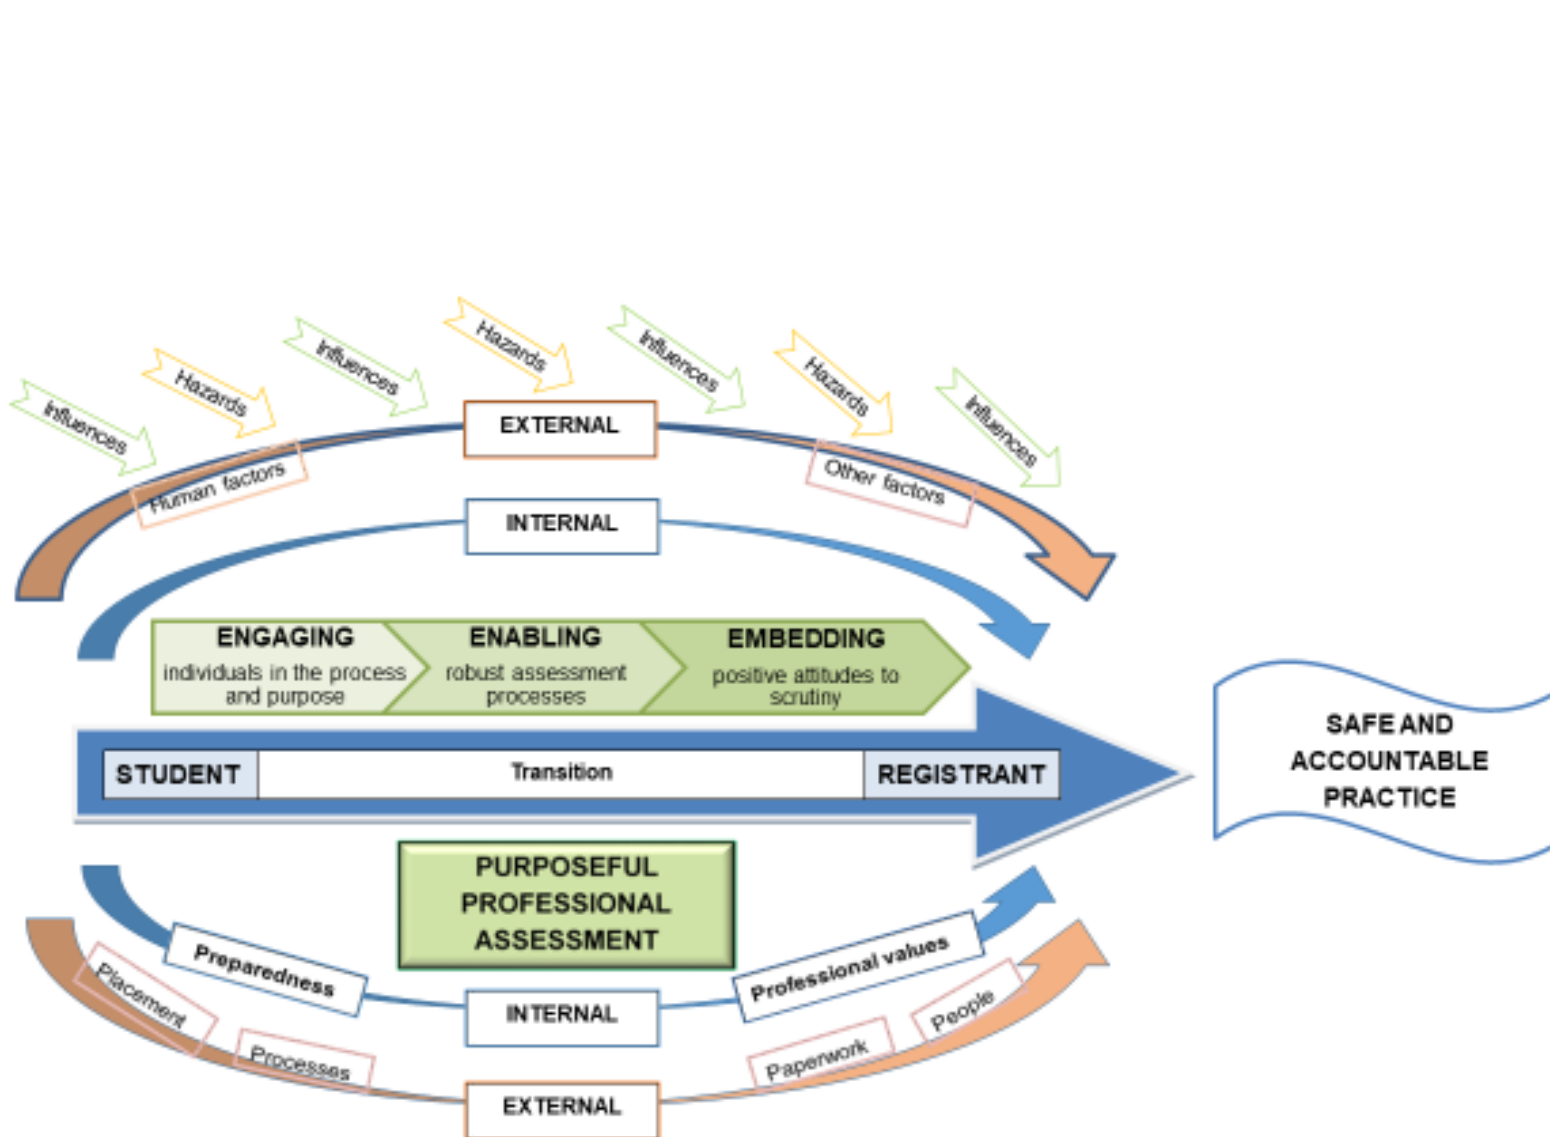 Influences
Hazards
Influences
Hazards
Influences
Hazards
Influences
EXTERNAL
Human factors
Other factors
INTERNAL
ENGAGING
individuals in the process
and purpose
ENABLING
robust assessment
processes
EMBEDDING
positive attitudes to
scrutiny
STUDENT
Transition
REGISTRANT
SAFE AND
ACCOUNTABLE
PRACTICE
PURPOSEFUL
PROFESSIONAL
ASSESSMENT
Preparedness
Professional values
INTERNAL
Placement
Processes
Paperwork
People
EXTERNAL